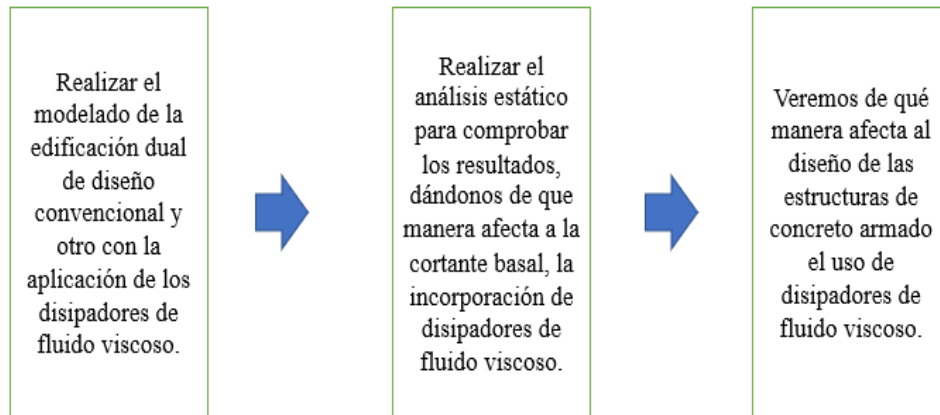 Realizar el
modelado de la
edificación dual
de diseño
convencional y
otro con la
aplicación de los
disipadores de
fluido viscoso.
Realizar el
análisis estático
para comprobar
los resultados,
dándonos de que
manera afecta a la
cortante basal, la
incorporación de
disipadores de
fluido viscoso.
Veremos de qué
manera afecta al
diseño de las
estructuras de
concreto armado
el uso de
disipadores de
fluido viscoso.